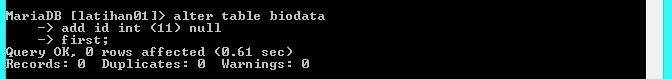 MariaDB [latihan01]> alter table biodata
    -> add id int (11) null
    -> first;
Query OK, 0 rows affected (0.61 sec)
Records: 0  Duplicates: 0  Warnings: 0